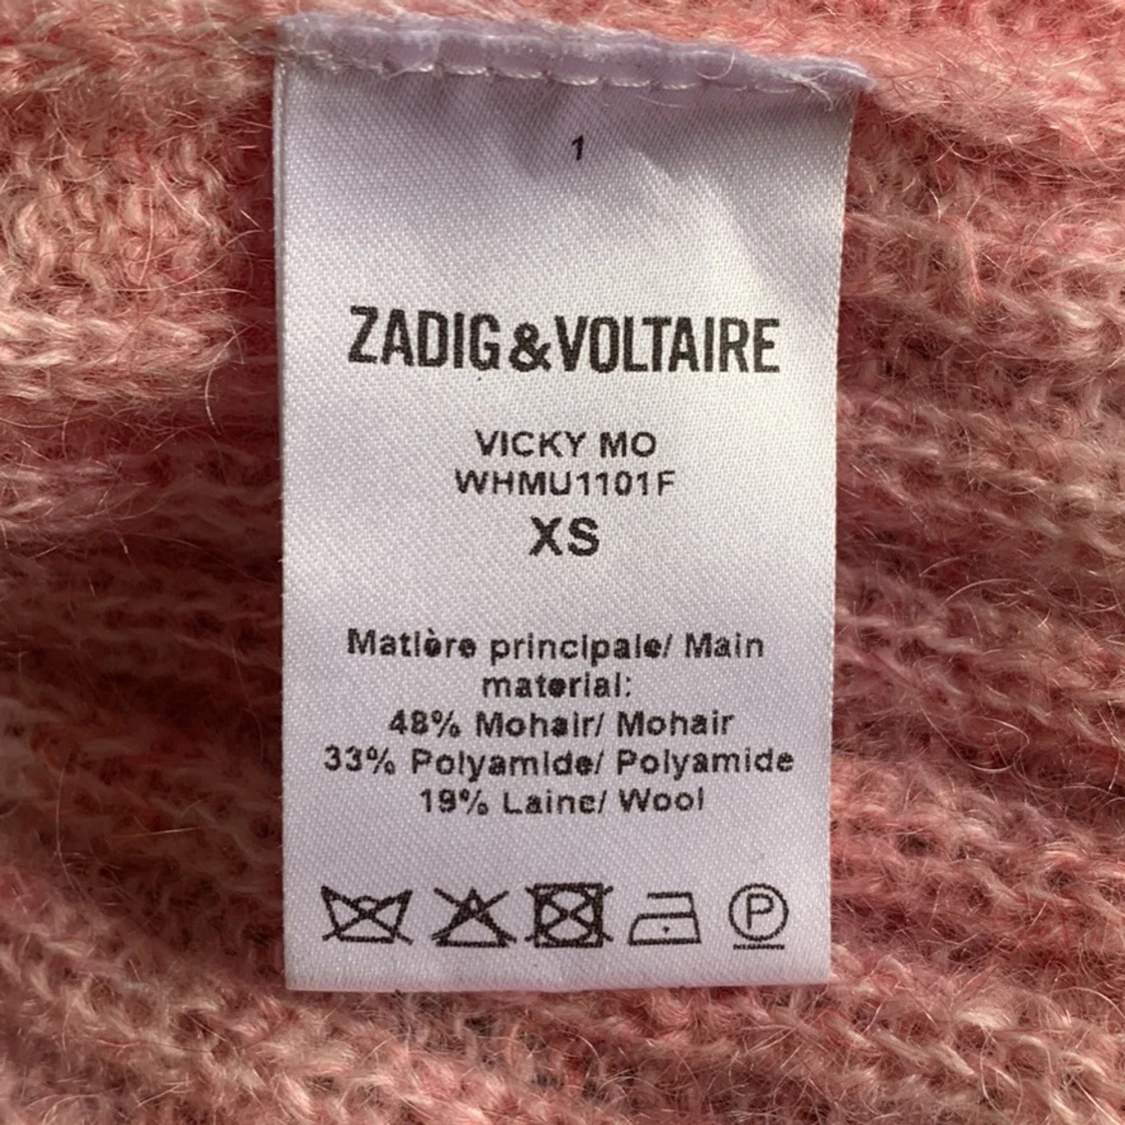 1
ZADIG&VOLTAIRE
VICKY MO
WHMU1101F
XS
Matière principale/ Main
material:
48% Mohair/ Mohair
33% Polyamide/ Polyamide
19% Laine/ Wool
P